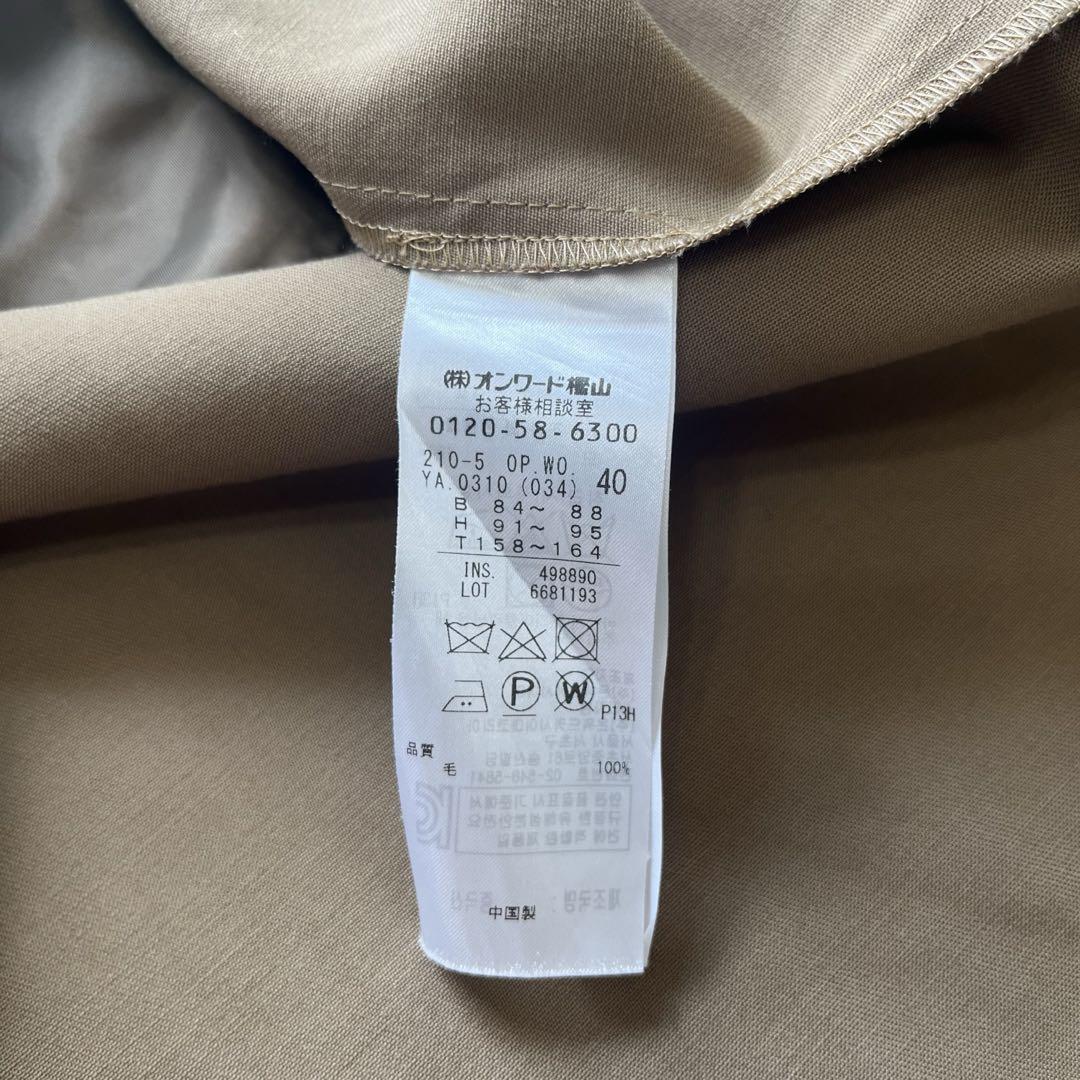 (株)オンワード樫山
お客様相談室
0120-58-6300
210-5 OP.WO. 40
YA.0310 (034)
B 84〜 88
H 91〜 95
T158〜164
INS. 498890
LOT 6681193
P W P13H
品質
毛 100%
中国製